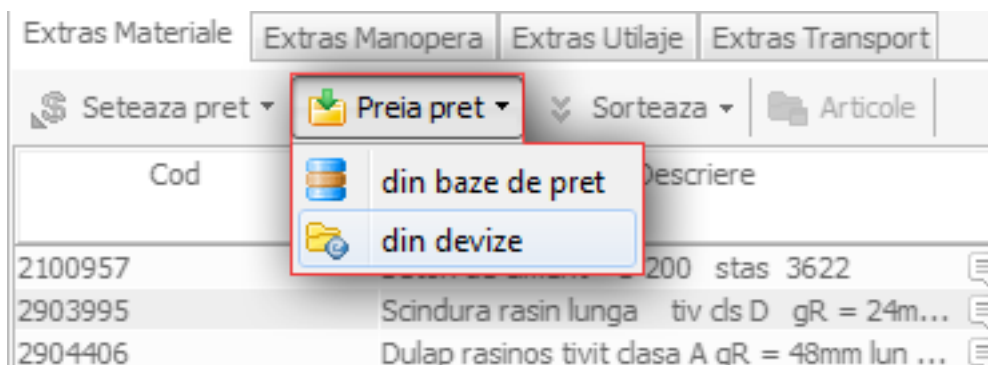 Extras Materiale Extras Manopera Extras Utilaje Extras Transport
Seteaza pret Preia pret Sorteaza Articole
Cod Descriere
din baze de pret
din devize
2100957 200 stas 3622
2903995 Scindura rasin lunga tiv cls D gR = 24m...
2904406 Dulap rasinos tivit clasa A gR = 48mm lun ...